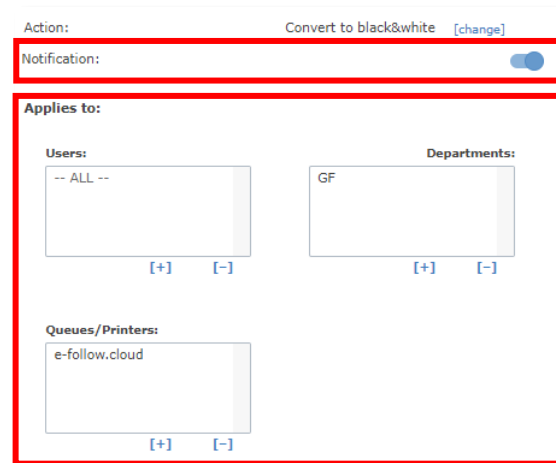 Action: Convert to black&white [change]
Notification:
Applies to:
Users: Departments:
-- ALL -- GF
[+] [-] [+] [-]
Queues/Printers:
e-follow.cloud
[+] [-]